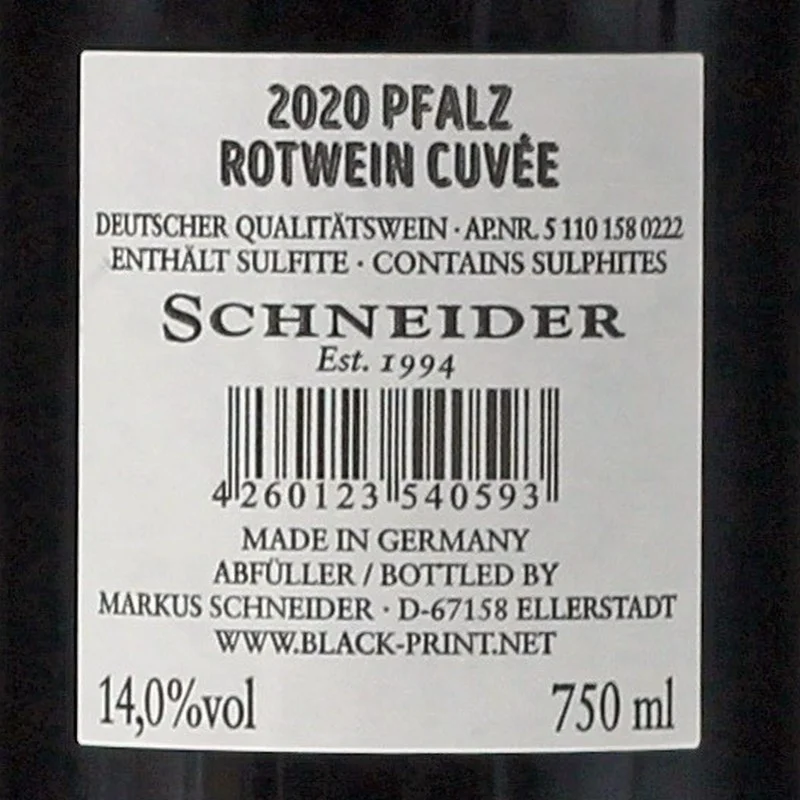 2020 PFALZ
ROTWEIN CUVÉE
DEUTSCHER QUALITÄTSWEIN · AP.NR. 5 110 158 0222
ENTHÄLT SULFITE · CONTAINS SULPHITES
SCHNEIDER
Est. 1994
4 260123 540593
MADE IN GERMANY
ABFÜLLER / BOTTLED BY
MARKUS SCHNEIDER · D-67158 ELLERSTADT
WWW.BLACK-PRINT.NET
14,0%vol 750 ml